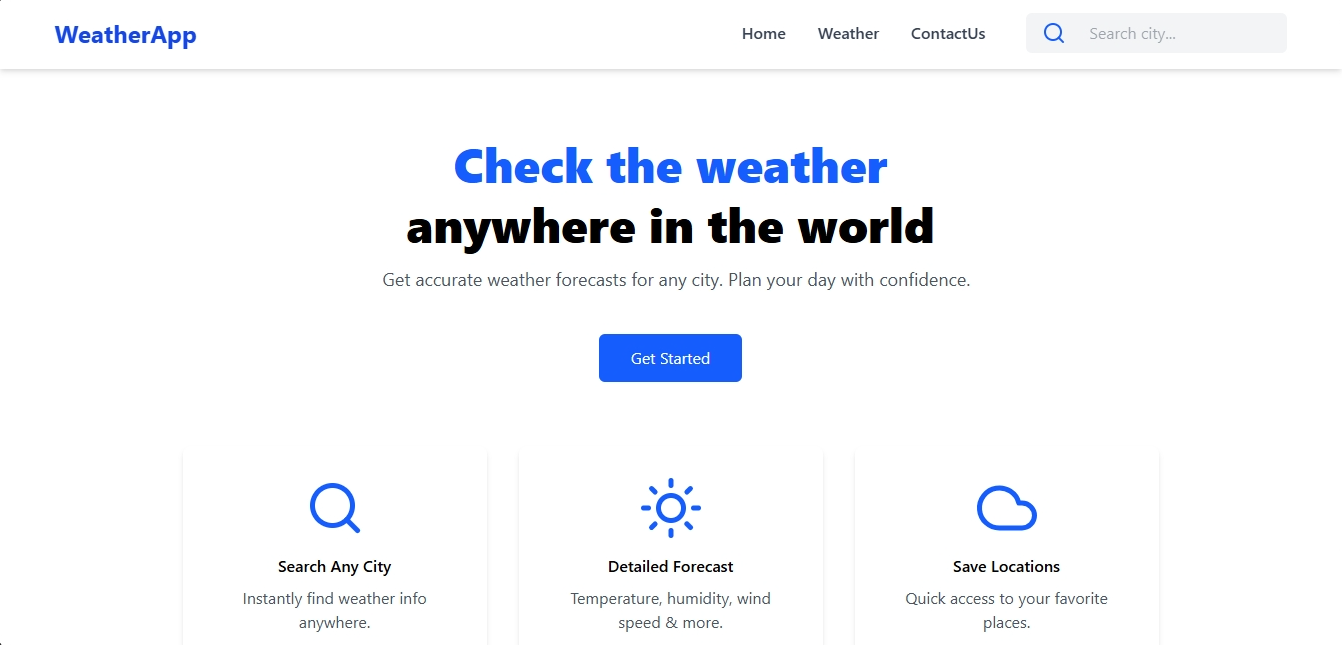 WeatherApp
Home
Weather
ContactUs
Search city...
Check the weather
anywhere in the world
Get accurate weather forecasts for any city. Plan your day with confidence.
Get Started
Search Any City
Instantly find weather info
anywhere.
Detailed Forecast
Temperature, humidity, wind
speed & more.
Save Locations
Quick access to your favorite
places.